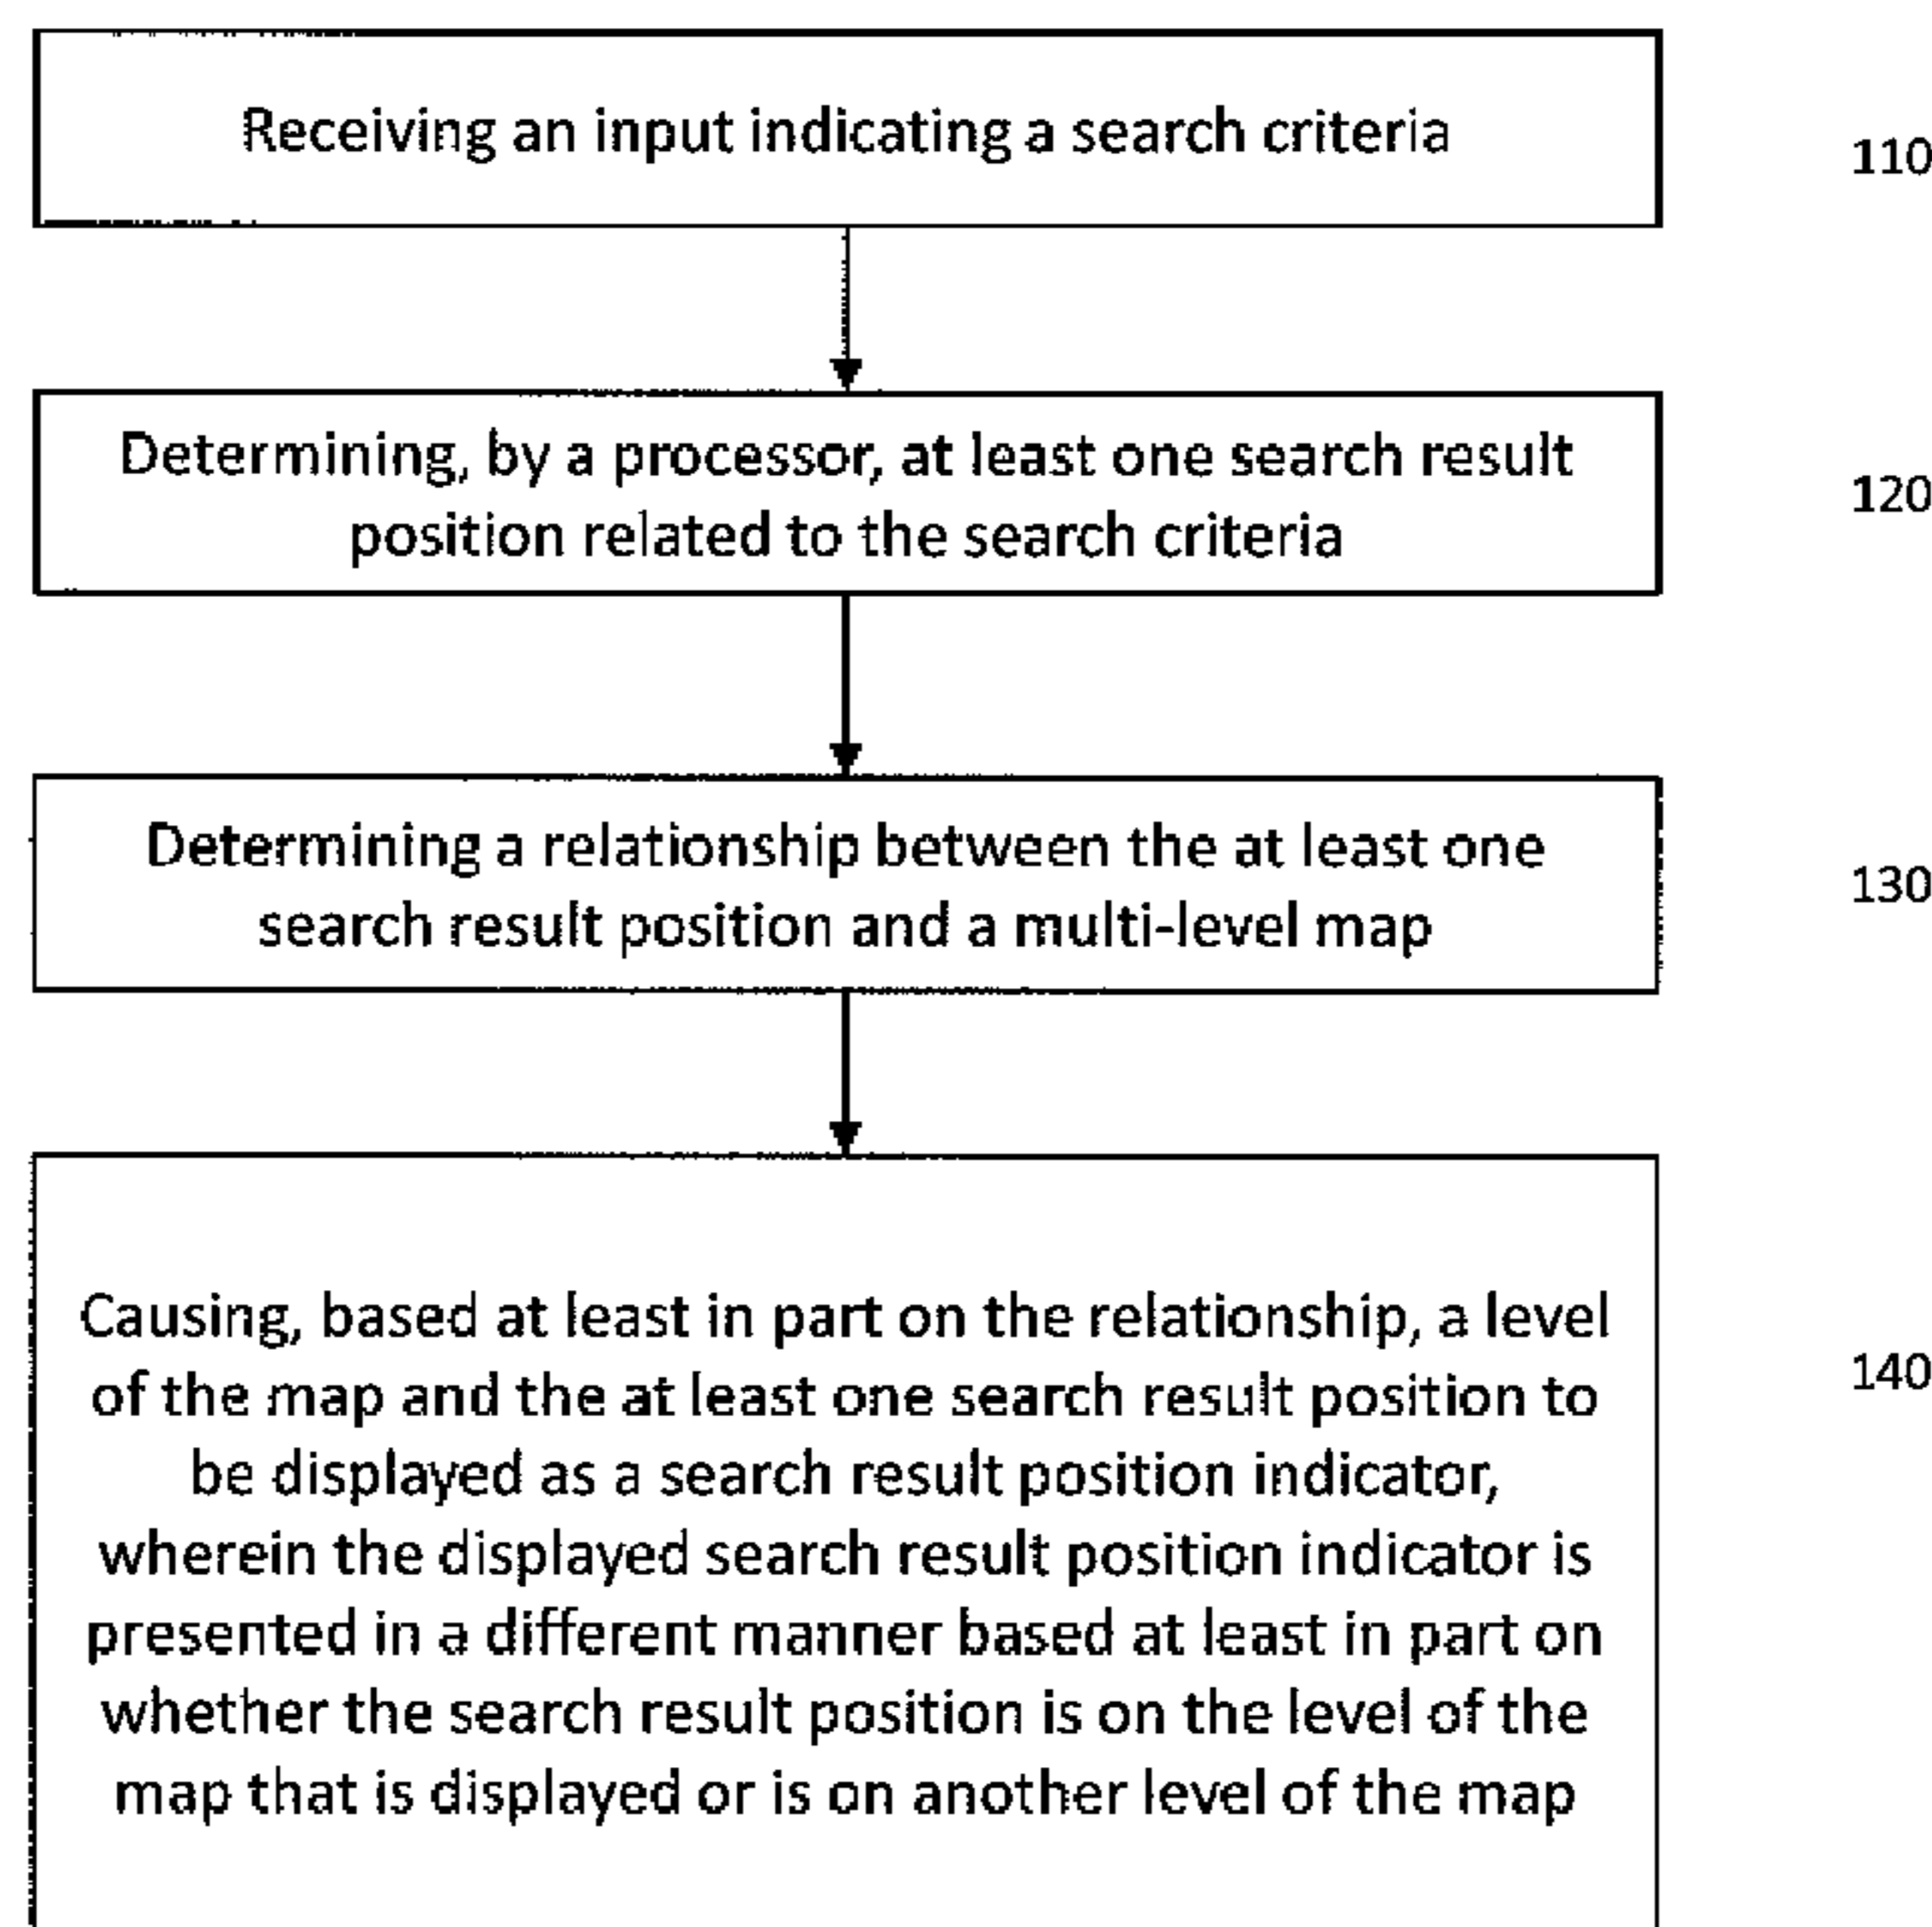 Receiving an input indicating a search criteria
110
Determining, by a processor, at least one search result
position related to the search criteria
120
Determining a relationship between the at least one
search result position and a multi-level map
130
Causing, based at least in part on the relationship, a level
of the map and the at least one search result position to
be displayed as a search result position indicator,
wherein the displayed search result position indicator is
presented in a different manner based at least in part on
whether the search result position is on the level of the
map that is displayed or is on another level of the map
140